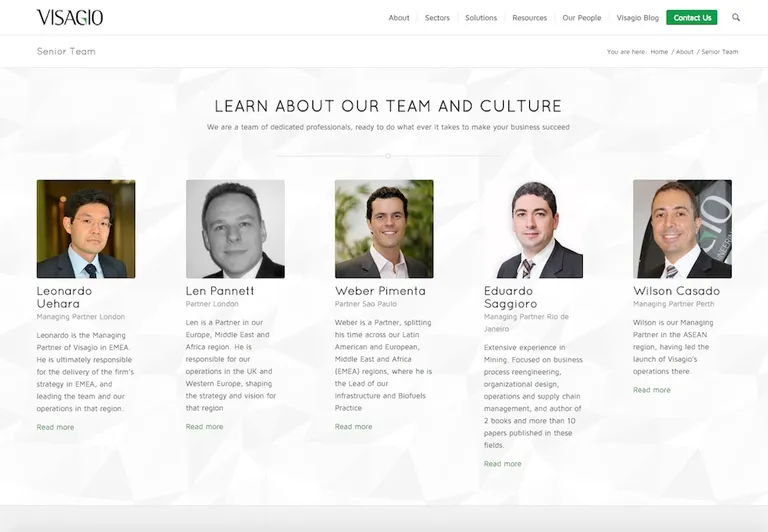 VISAGIO
About
Sectors
Solutions
Resources
Our People
Visagio Blog
Contact Us
Senior Team
You are here: Home / About / Senior Team
LEARN ABOUT OUR TEAM AND CULTURE
We are a team of dedicated professionals, ready to do what ever it takes to make your business succeed
Leonardo
Uehara
Managing Partner London
Leonardo is the Managing
Partner of Visagio in EMEA.
He is ultimately responsible
for the delivery of the firm's
strategy in EMEA, and
leading the team and our
operations in that region.
Read more
Len Pannett
Partner London
Len is a Partner in our
Europe, Middle East and
Africa region. He is
responsible for our
operations in the UK and
Western Europe, shaping
the strategy and vision for
that region
Read more
Weber Pimenta
Partner Sao Paulo
Weber is a Partner, splitting
his time across our Latin
American and European,
Middle East and Africa
(EMEA) regions, where he is
the Lead of our
Infrastructure and Biofuels
Practice
Read more
Eduardo
Saggioro
Managing Partner Rio de
Janeiro
Extensive experience in
Mining. Focused on business
process reengineering,
organizational design,
operations and supply chain
management, and author of
2 books and more than 10
papers published in these
fields.
Read more
Wilson Casado
Managing Partner Perth
Wilson is our Managing
Partner in the ASEAN
region, having led the
launch of Visagio's
operations there.
Read more